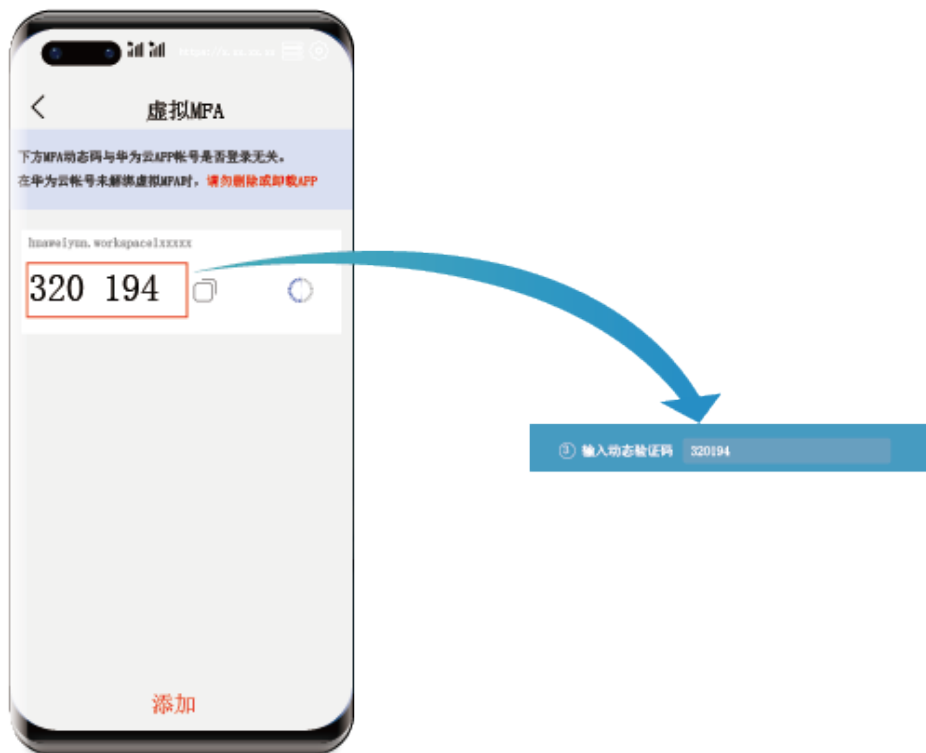 虚拟MFA
下方MFA动态码与华为云APP帐号是否登录无关。
在华为云帐号未解绑虚拟MFA时，请勿删除或卸载APP
huaweiyun.workspacelxxxxx
320 194
③ 输入动态验证码 320194
添加